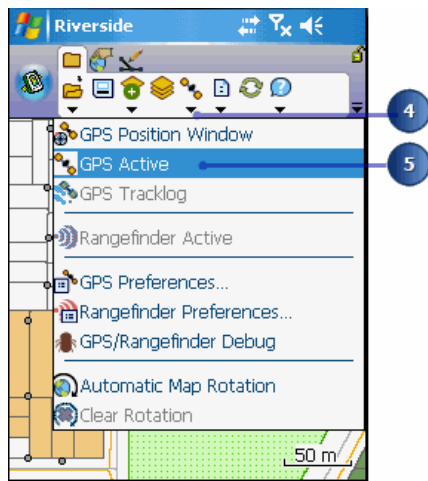 Riverside
4
GPS Position Window
GPS Active
5
GPS Tracklog
Rangefinder Active
GPS Preferences...
Rangefinder Preferences...
GPS/Rangefinder Debug
Automatic Map Rotation
Clear Rotation
50 m